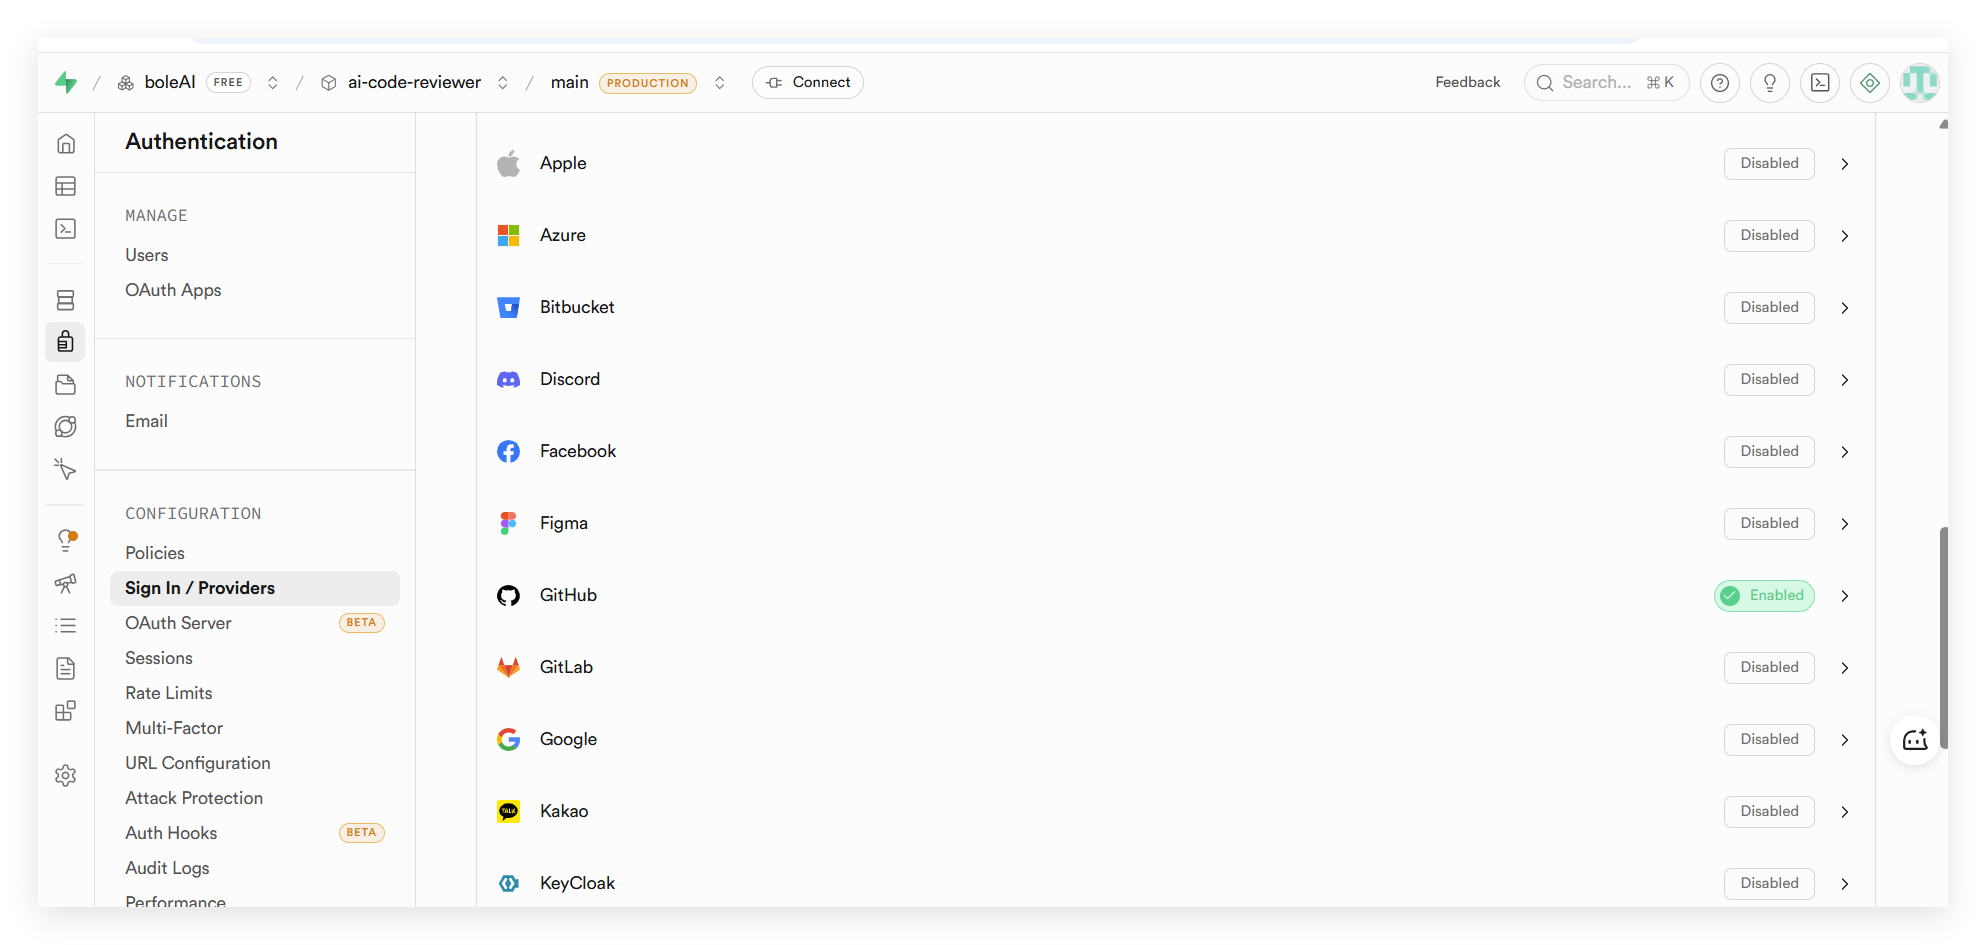 boleAI FREE ai-code-reviewer main PRODUCTION Connect Feedback Search... ⌘ K
Authentication
MANAGE
Users
OAuth Apps
NOTIFICATIONS
Email
CONFIGURATION
Policies
Sign In / Providers
OAuth Server BETA
Sessions
Rate Limits
Multi-Factor
URL Configuration
Attack Protection
Auth Hooks BETA
Audit Logs
Performance
Apple Disabled
Azure Disabled
Bitbucket Disabled
Discord Disabled
Facebook Disabled
Figma Disabled
GitHub Enabled
GitLab Disabled
Google Disabled
TALK Kakao Disabled
KeyCloak Disabled